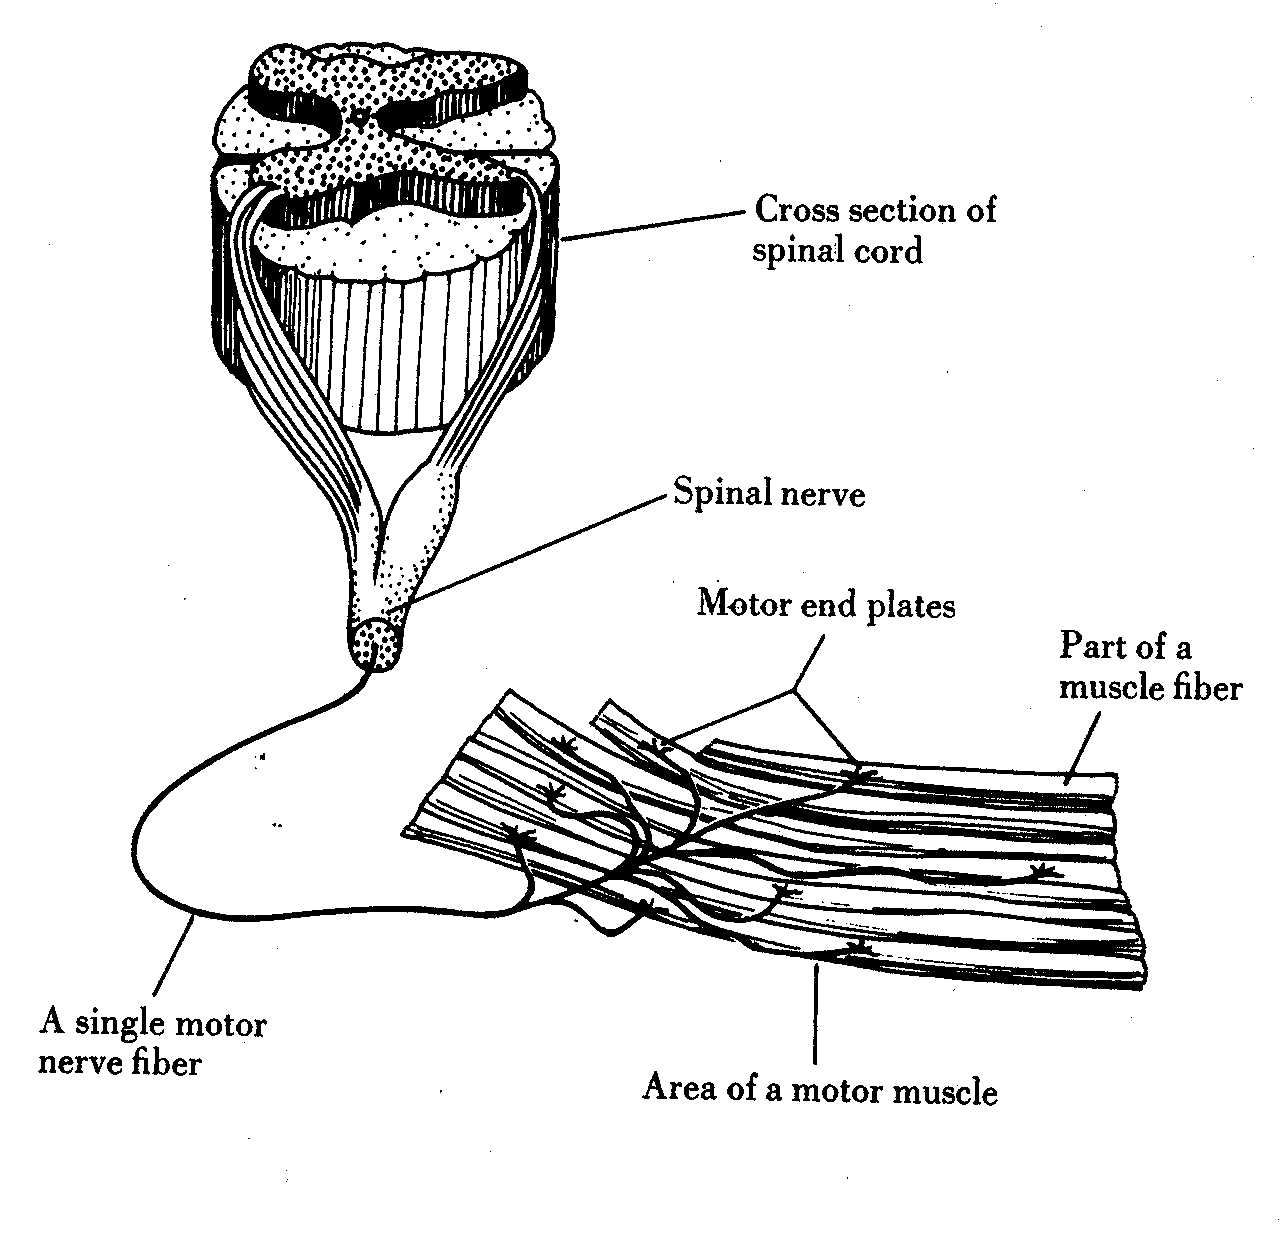 Cross section of
spinal cord
Spinal nerve
Motor end plates
Part of a
muscle fiber
A single motor
nerve fiber
Area of a motor muscle